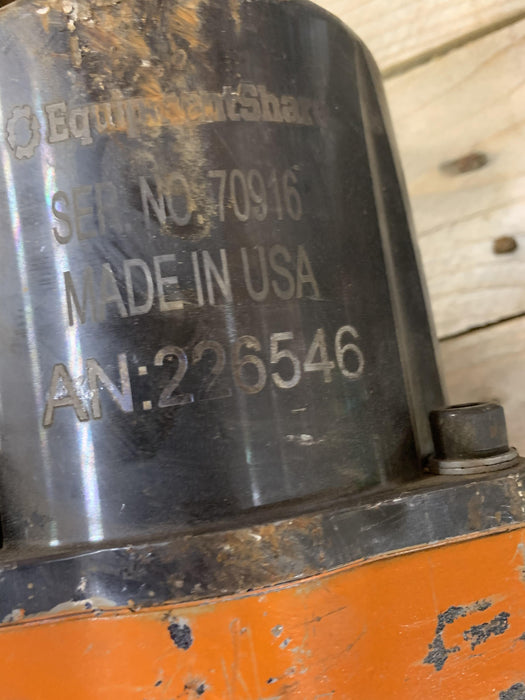 EquipmentShare
SER. NO. 70916
MADE IN USA
AN:226546